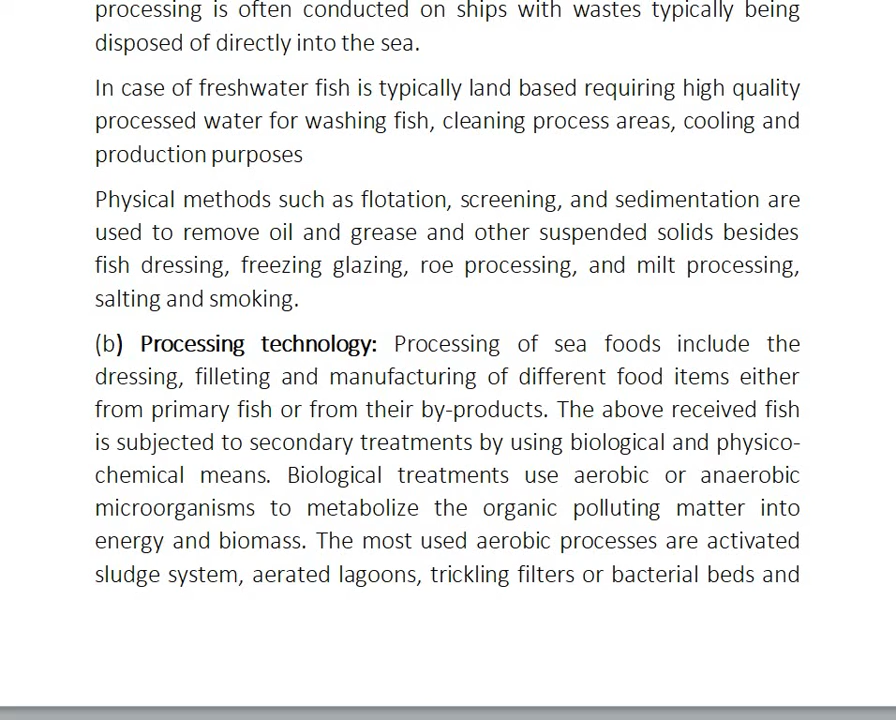 processing is often conducted on ships with wastes typically being
disposed of directly into the sea.
In case of freshwater fish is typically land based requiring high quality
processed water for washing fish, cleaning process areas, cooling and
production purposes
Physical methods such as flotation, screening, and sedimentation are
used to remove oil and grease and other suspended solids besides
fish dressing, freezing glazing, roe processing, and milt processing,
salting and smoking.
(b) Processing technology: Processing of sea foods include the
dressing, filleting and manufacturing of different food items either
from primary fish or from their by-products. The above received fish
is subjected to secondary treatments by using biological and physico-
chemical means. Biological treatments use aerobic or anaerobic
microorganisms to metabolize the organic polluting matter into
energy and biomass. The most used aerobic processes are activated
sludge system, aerated lagoons, trickling filters or bacterial beds and